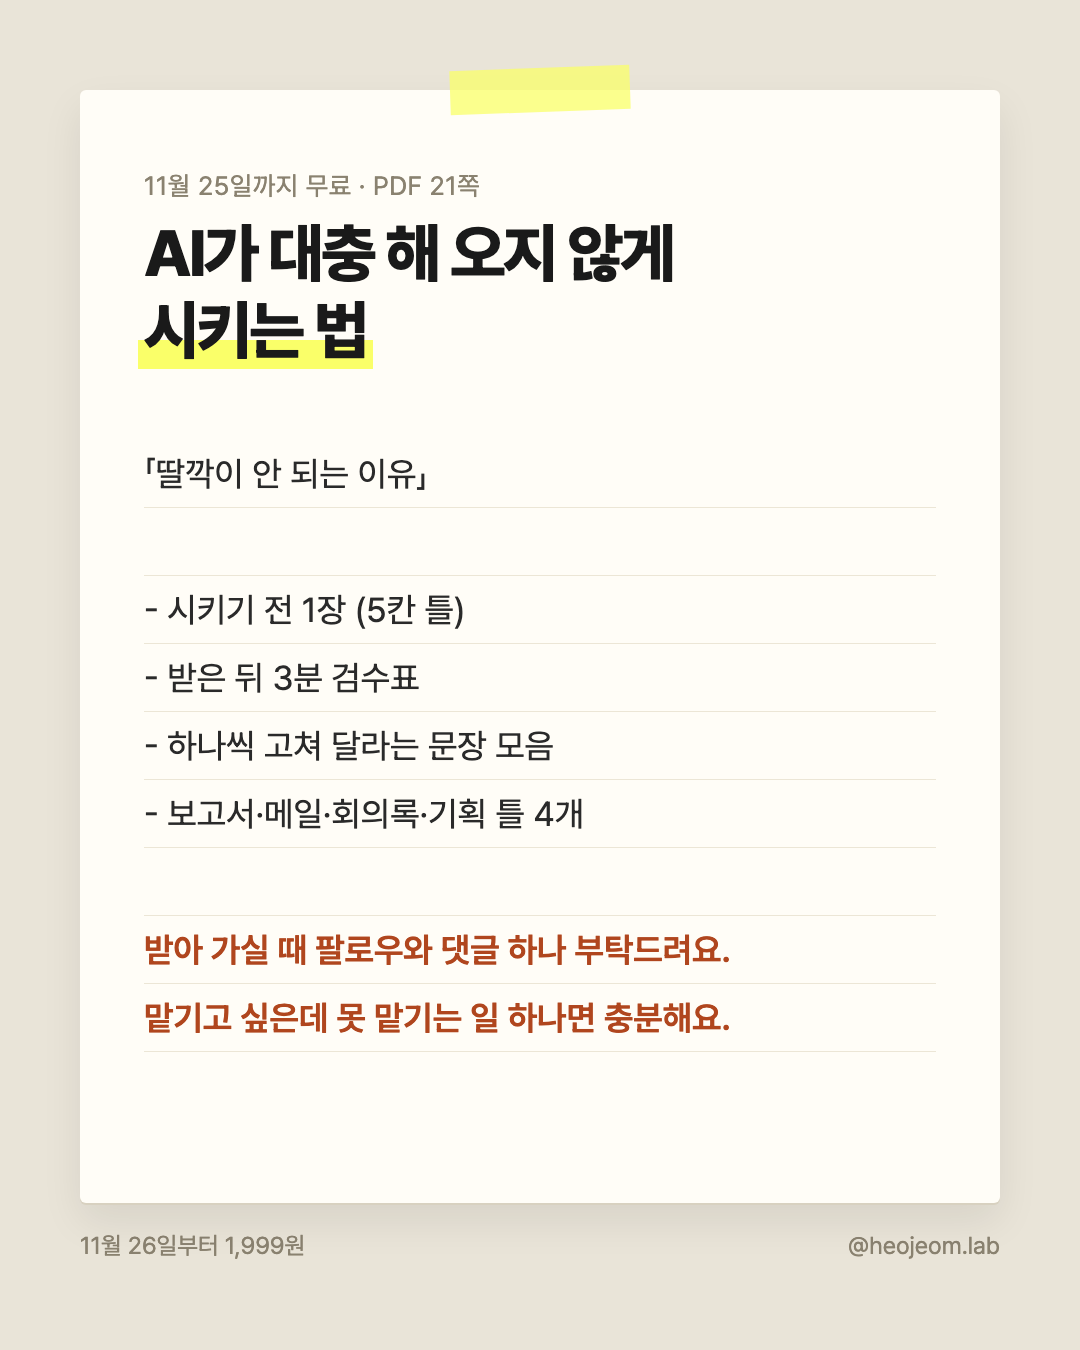 11월 25일까지 무료 · PDF 21쪽
AI가 대충 해 오지 않게
시키는 법
「딸깍이 안 되는 이유」
- 시키기 전 1장 (5칸 틀)
- 받은 뒤 3분 검수표
- 하나씩 고쳐 달라는 문장 모음
- 보고서·메일·회의록·기획 틀 4개
받아 가실 때 팔로우와 댓글 하나 부탁드려요.
맡기고 싶은데 못 맡기는 일 하나면 충분해요.
11월 26일부터 1,999원
@heojeom.lab